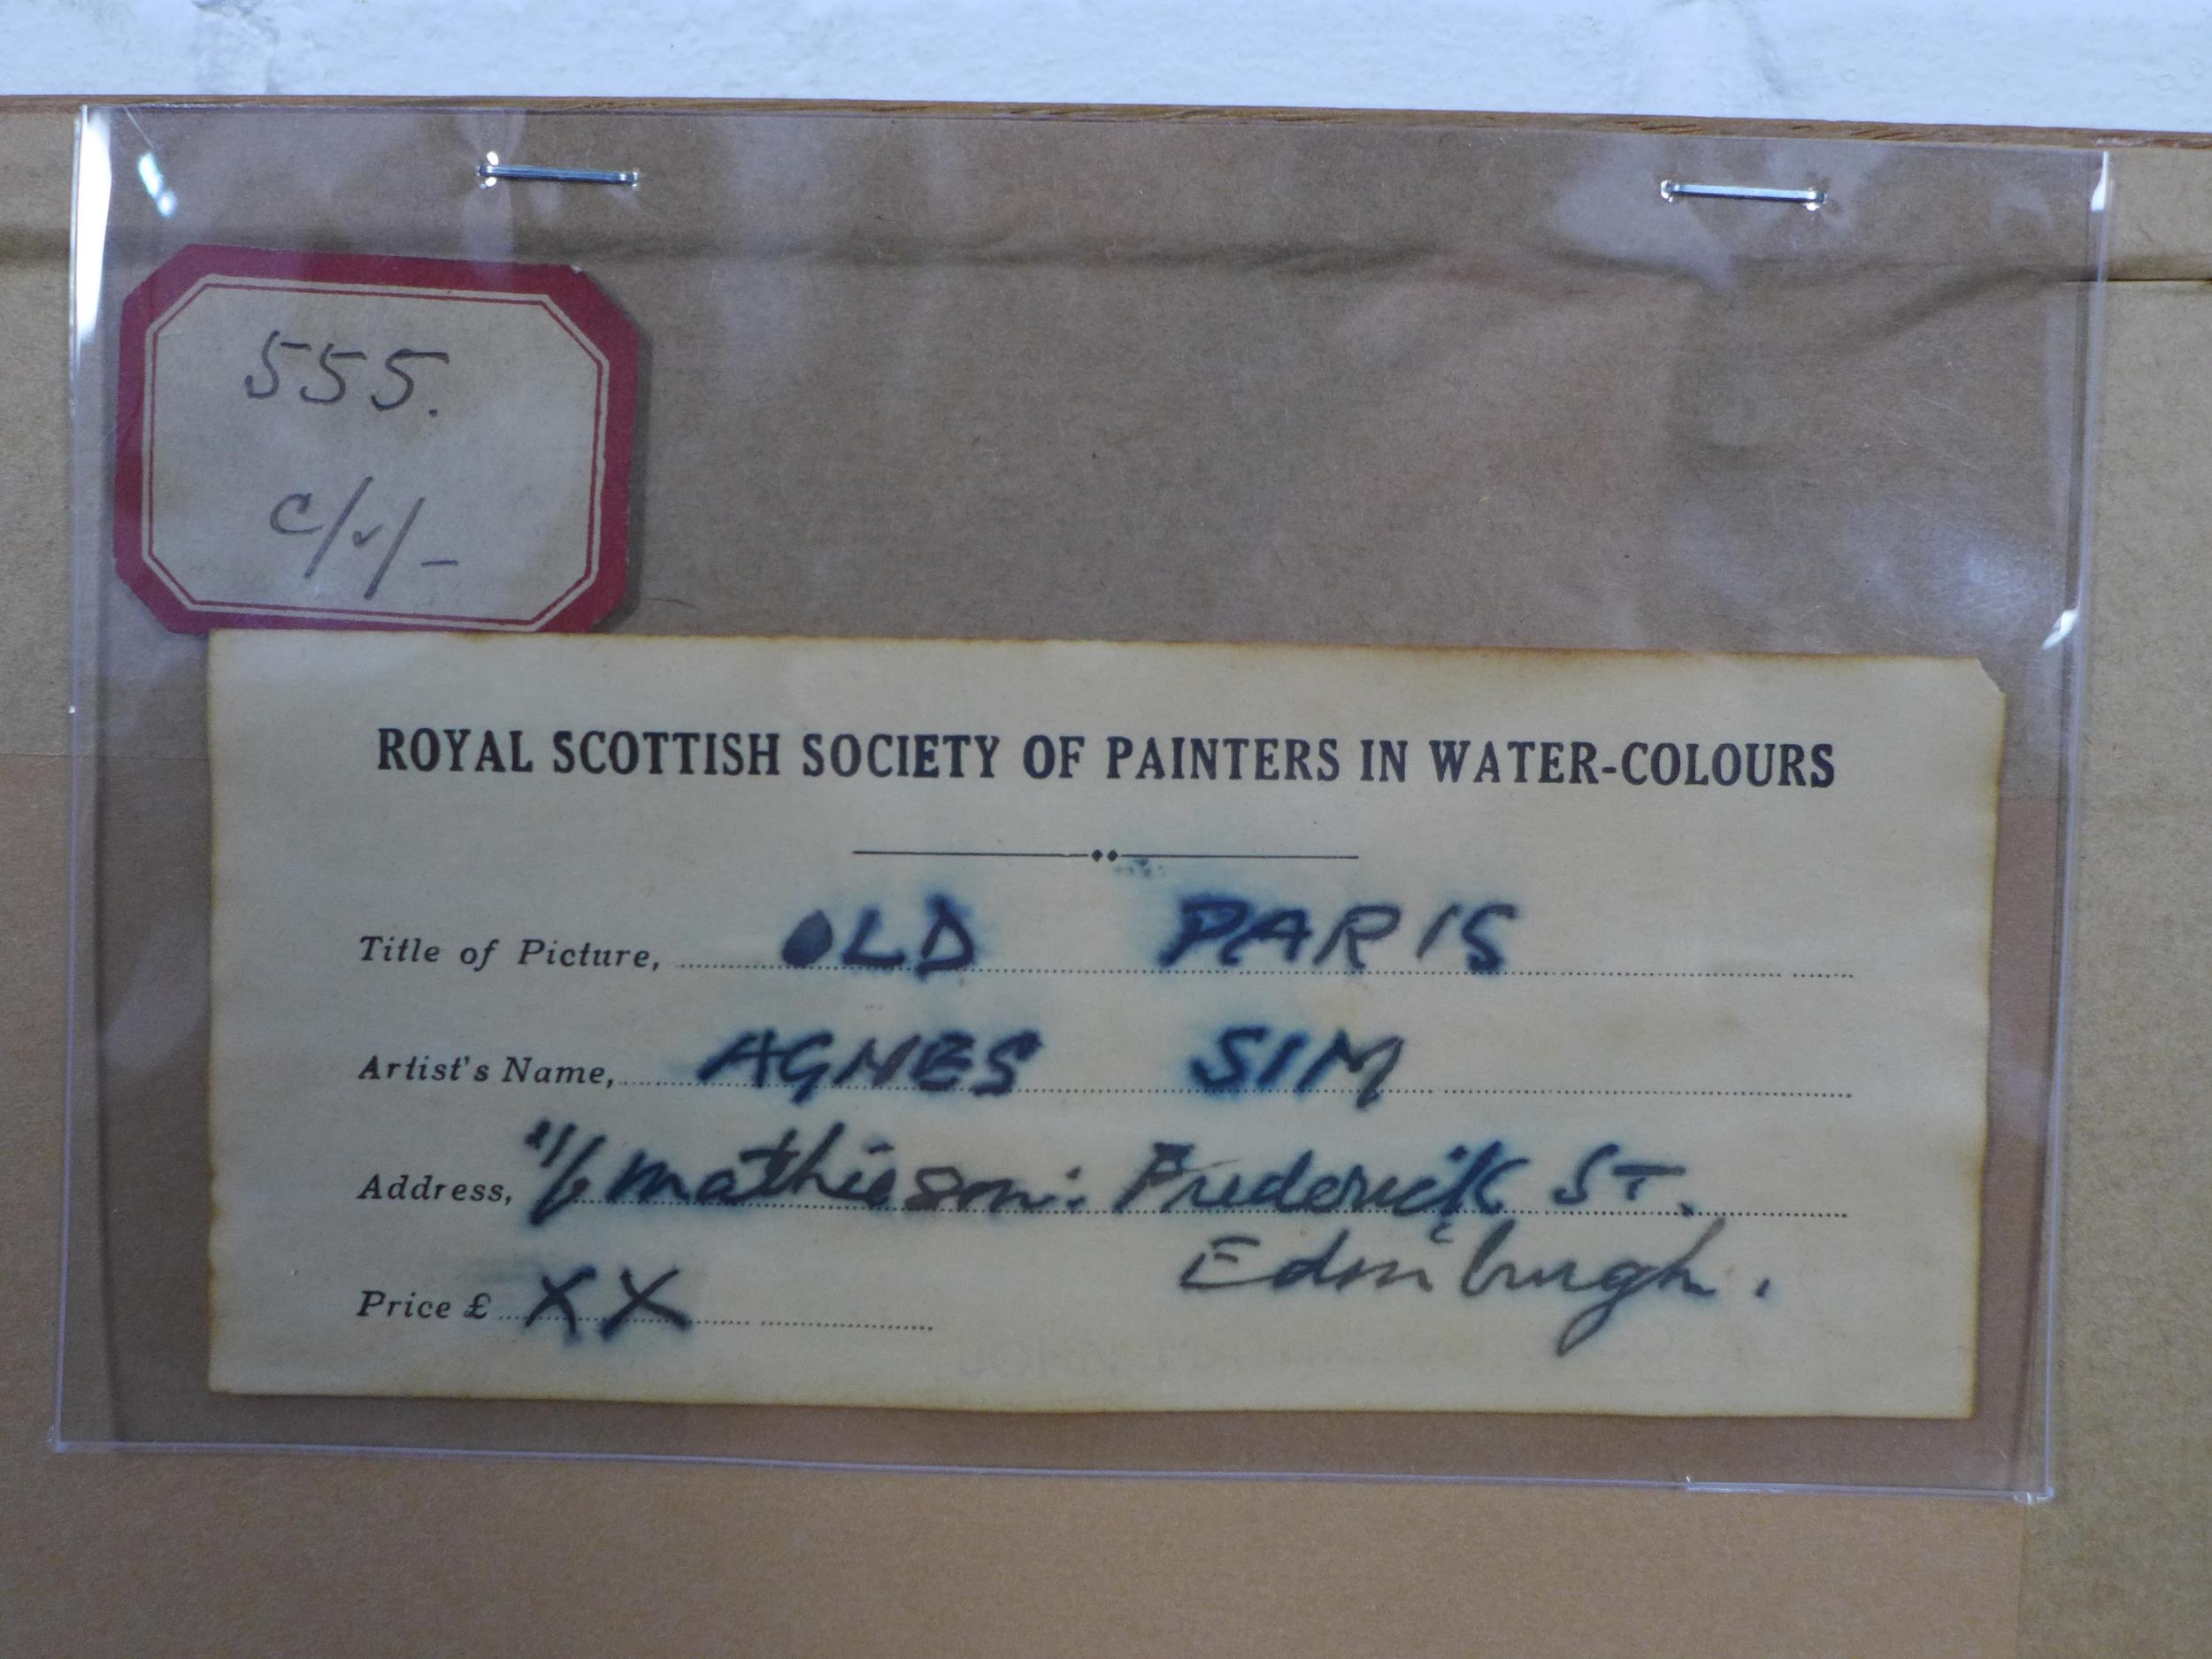 555.
c/v/-
ROYAL SCOTTISH SOCIETY OF PAINTERS IN WATER-COLOURS
Title of Picture, OLD PARIS
Artist's Name, AGNES SIM
Address, Mathieson: Frederick ST.
Edinburgh.
Price £ XX